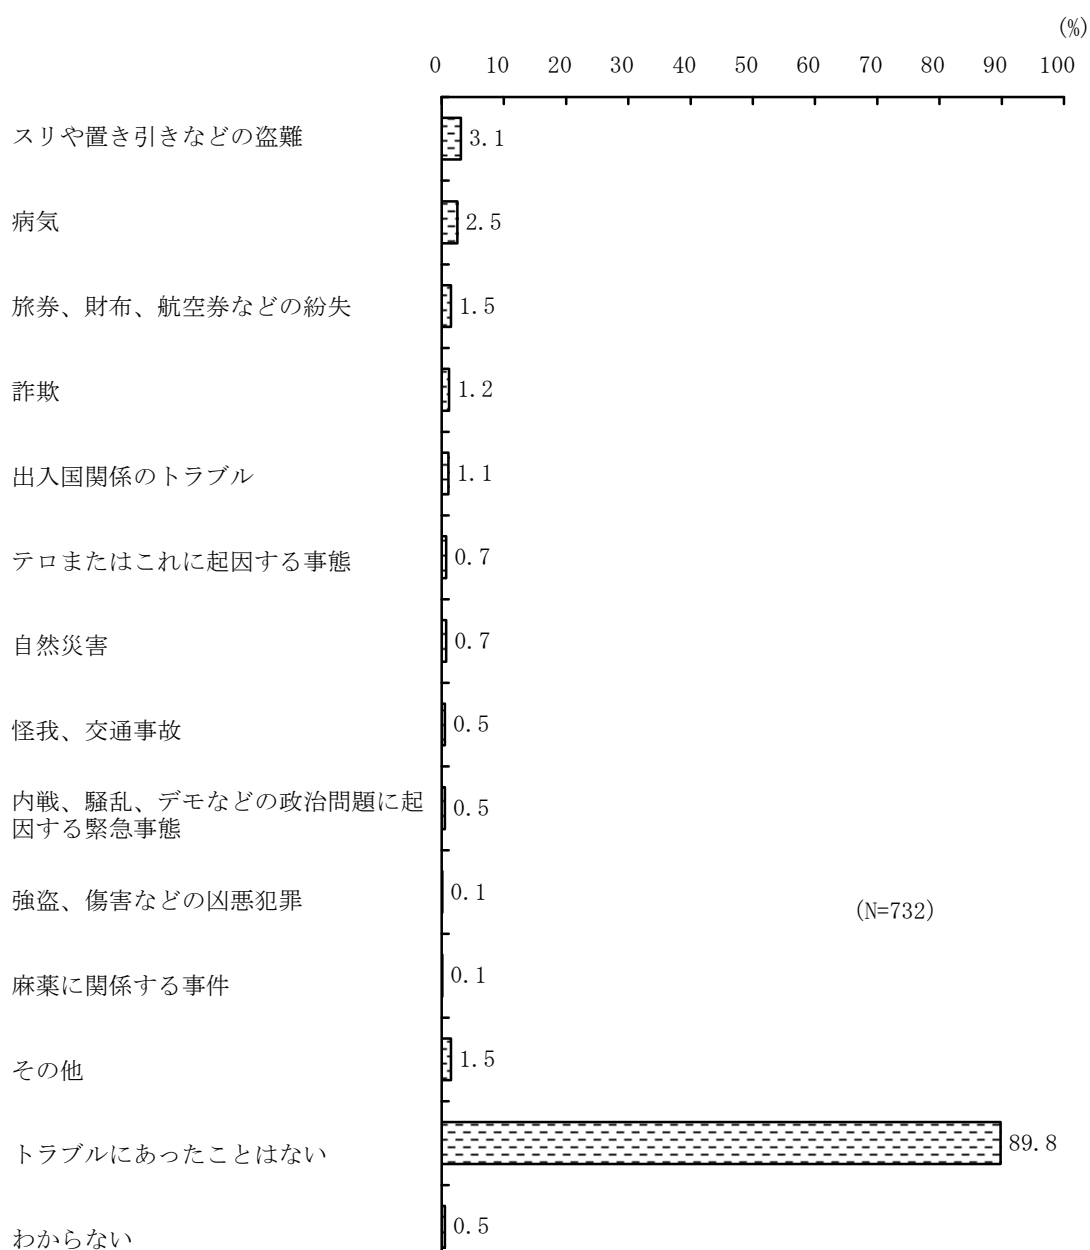 (%)
0 10 20 30 40 50 60 70 80 90 100
スリや置き引きなどの盗難 3.1
病気 2.5
旅券、財布、航空券などの紛失 1.5
詐欺 1.2
出入国関係のトラブル 1.1
テロまたはこれに起因する事態 0.7
自然災害 0.7
怪我、交通事故 0.5
内戦、騒乱、デモなどの政治問題に起
因する緊急事態 0.5
強盗、傷害などの凶悪犯罪 0.1
(N=732)
麻薬に関係する事件 0.1
その他 1.5
トラブルにあったことはない 89.8
わからない 0.5